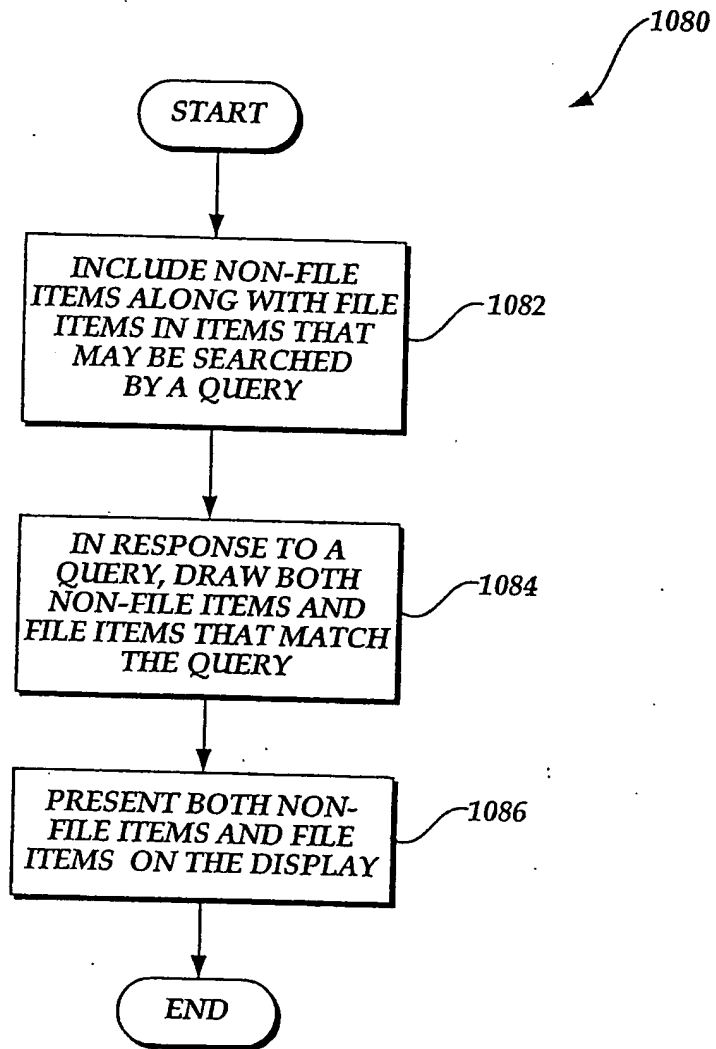 1080
START
INCLUDE NON-FILE
ITEMS ALONG WITH FILE
ITEMS IN ITEMS THAT
MAY BE SEARCHED
BY A QUERY
1082
IN RESPONSE TO A
QUERY, DRAW BOTH
NON-FILE ITEMS AND
FILE ITEMS THAT MATCH
THE QUERY
1084
PRESENT BOTH NON-
FILE ITEMS AND FILE
ITEMS ON THE DISPLAY
1086
END